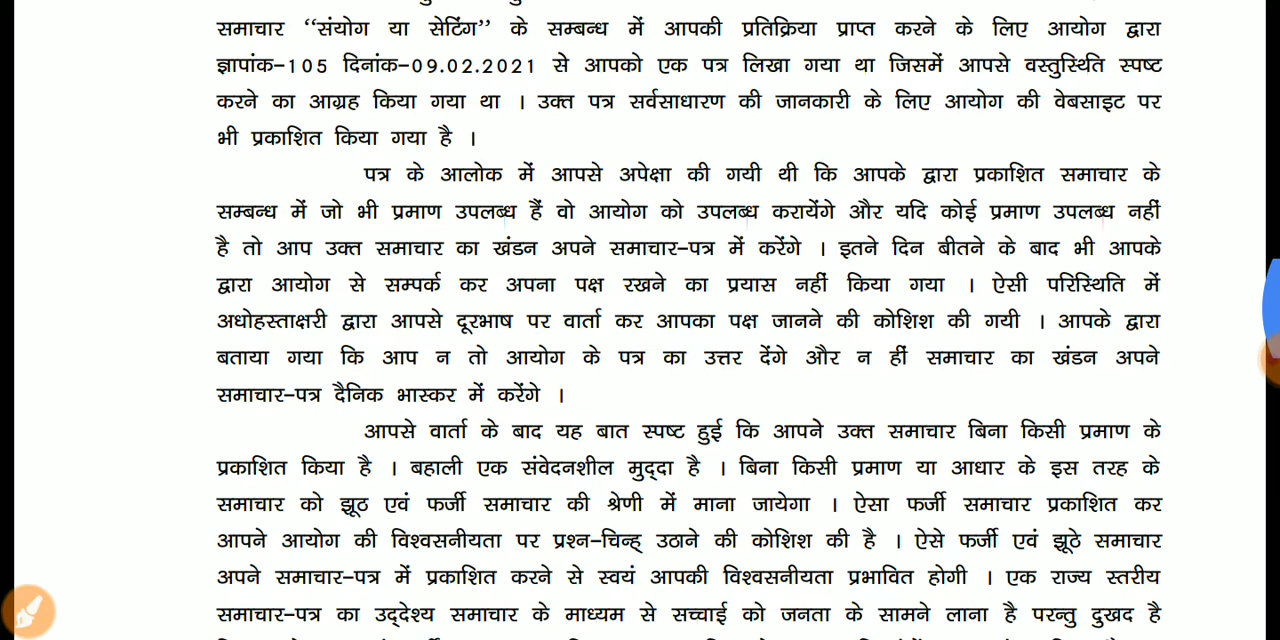 समाचार “संयोग या सेटिंग” के सम्बन्ध में आपकी प्रतिक्रिया प्राप्त करने के लिए आयोग द्वारा
ज्ञापांक-105 दिनांक-09.02.2021 से आपको एक पत्र लिखा गया था जिसमें आपसे वस्तुस्थिति स्पष्ट
करने का आग्रह किया गया था । उक्त पत्र सर्वसाधारण की जानकारी के लिए आयोग की वेबसाइट पर
भी प्रकाशित किया गया है ।
पत्र के आलोक में आपसे अपेक्षा की गयी थी कि आपके द्वारा प्रकाशित समाचार के
सम्बन्ध में जो भी प्रमाण उपलब्ध हैं वो आयोग को उपलब्ध करायेंगे और यदि कोई प्रमाण उपलब्ध नहीं
है तो आप उक्त समाचार का खंडन अपने समाचार-पत्र में करेंगे । इतने दिन बीतने के बाद भी आपके
द्वारा आयोग से सम्पर्क कर अपना पक्ष रखने का प्रयास नहीं किया गया । ऐसी परिस्थिति में
अधोहस्ताक्षरी द्वारा आपसे दूरभाष पर वार्ता कर आपका पक्ष जानने की कोशिश की गयी । आपके द्वारा
बताया गया कि आप न तो आयोग के पत्र का उत्तर देंगे और न हीं समाचार का खंडन अपने
समाचार-पत्र दैनिक भास्कर में करेंगे ।
आपसे वार्ता के बाद यह बात स्पष्ट हुई कि आपने उक्त समाचार बिना किसी प्रमाण के
प्रकाशित किया है । बहाली एक संवेदनशील मुद्दा है । बिना किसी प्रमाण या आधार के इस तरह के
समाचार को झूठ एवं फर्जी समाचार की श्रेणी में माना जायेगा । ऐसा फर्जी समाचार प्रकाशित कर
आपने आयोग की विश्वसनीयता पर प्रश्न-चिन्ह् उठाने की कोशिश की है । ऐसे फर्जी एवं झूठे समाचार
अपने समाचार-पत्र में प्रकाशित करने से स्वयं आपकी विश्वसनीयता प्रभावित होगी । एक राज्य स्तरीय
समाचार-पत्र का उद्देश्य समाचार के माध्यम से सच्चाई को जनता के सामने लाना है परन्तु दुखद है